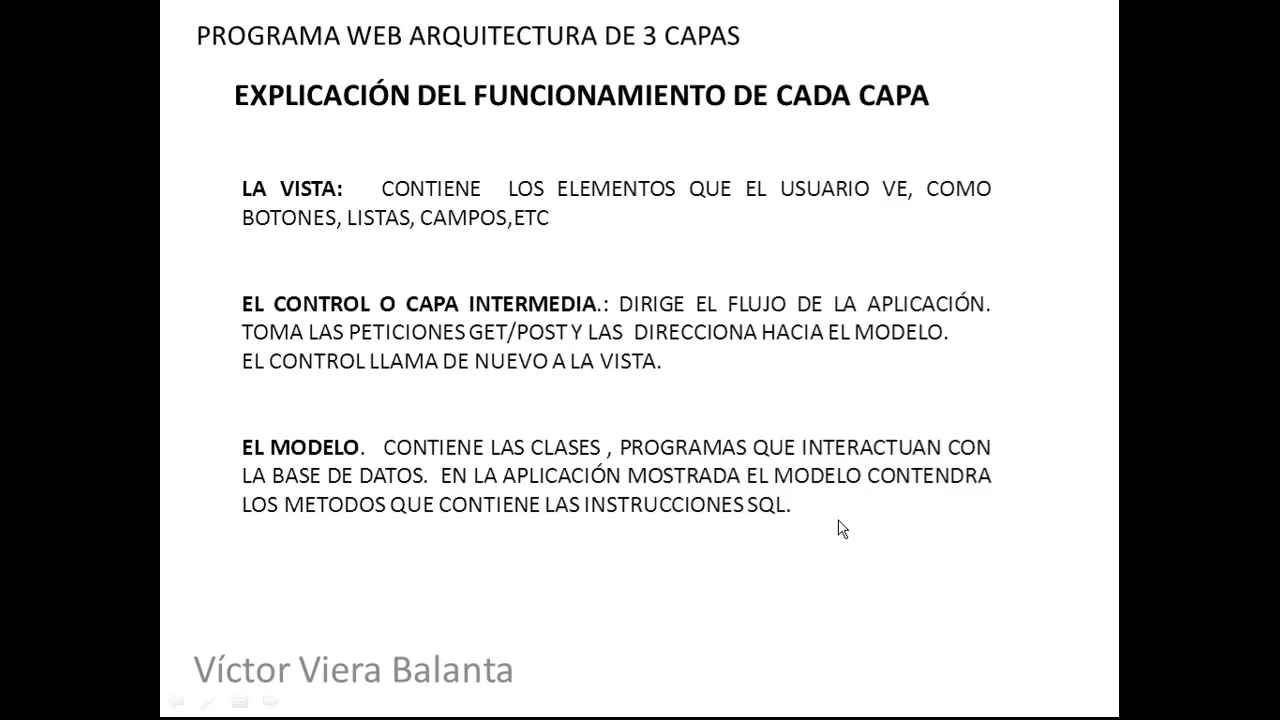 PROGRAMA WEB ARQUITECTURA DE 3 CAPAS
EXPLICACIÓN DEL FUNCIONAMIENTO DE CADA CAPA
LA VISTA: CONTIENE LOS ELEMENTOS QUE EL USUARIO VE, COMO
BOTONES, LISTAS, CAMPOS,ETC
EL CONTROL O CAPA INTERMEDIA.: DIRIGE EL FLUJO DE LA APLICACIÓN.
TOMA LAS PETICIONES GET/POST Y LAS DIRECCIONA HACIA EL MODELO.
EL CONTROL LLAMA DE NUEVO A LA VISTA.
EL MODELO. CONTIENE LAS CLASES , PROGRAMAS QUE INTERACTUAN CON
LA BASE DE DATOS. EN LA APLICACIÓN MOSTRADA EL MODELO CONTENDRA
LOS METODOS QUE CONTIENE LAS INSTRUCCIONES SQL.
Víctor Viera Balanta